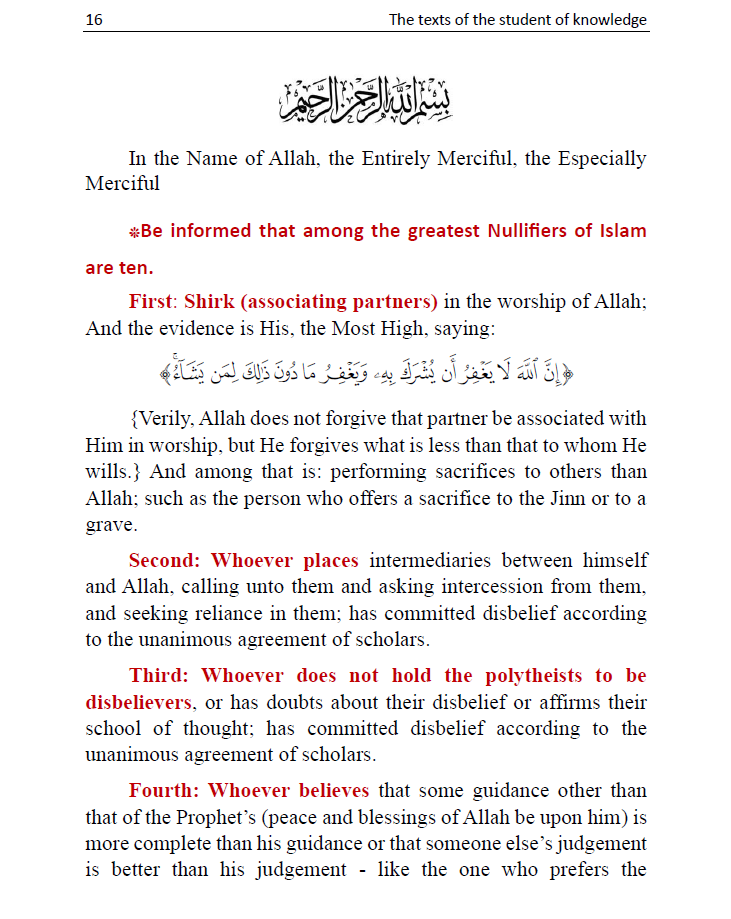 16 The texts of the student of knowledge
بِسْمِ اللَّهِ الرَّحْمَنِ الرَّحِيمِ
In the Name of Allah, the Entirely Merciful, the Especially
Merciful
❊Be informed that among the greatest Nullifiers of Islam
are ten.
First: Shirk (associating partners) in the worship of Allah;
And the evidence is His, the Most High, saying:
﴿إِنَّ ٱللَّهَ لَا يَغْفِرُ أَن يُشْرَكَ بِهِۦ وَيَغْفِرُ مَا دُونَ ذَٰلِكَ لِمَن يَشَآءُۚ﴾
{Verily, Allah does not forgive that partner be associated with
Him in worship, but He forgives what is less than that to whom He
wills.} And among that is: performing sacrifices to others than
Allah; such as the person who offers a sacrifice to the Jinn or to a
grave.
Second: Whoever places intermediaries between himself
and Allah, calling unto them and asking intercession from them,
and seeking reliance in them; has committed disbelief according
to the unanimous agreement of scholars.
Third: Whoever does not hold the polytheists to be
disbelievers, or has doubts about their disbelief or affirms their
school of thought; has committed disbelief according to the
unanimous agreement of scholars.
Fourth: Whoever believes that some guidance other than
that of the Prophet’s (peace and blessings of Allah be upon him) is
more complete than his guidance or that someone else’s judgement
is better than his judgement - like the one who prefers the